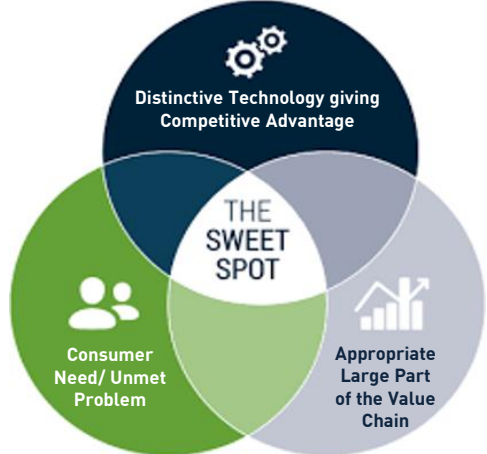 Distinctive Technology giving
Competitive Advantage
THE
SWEET
SPOT
Consumer
Need/ Unmet
Problem
Appropriate
Large Part
of the Value
Chain